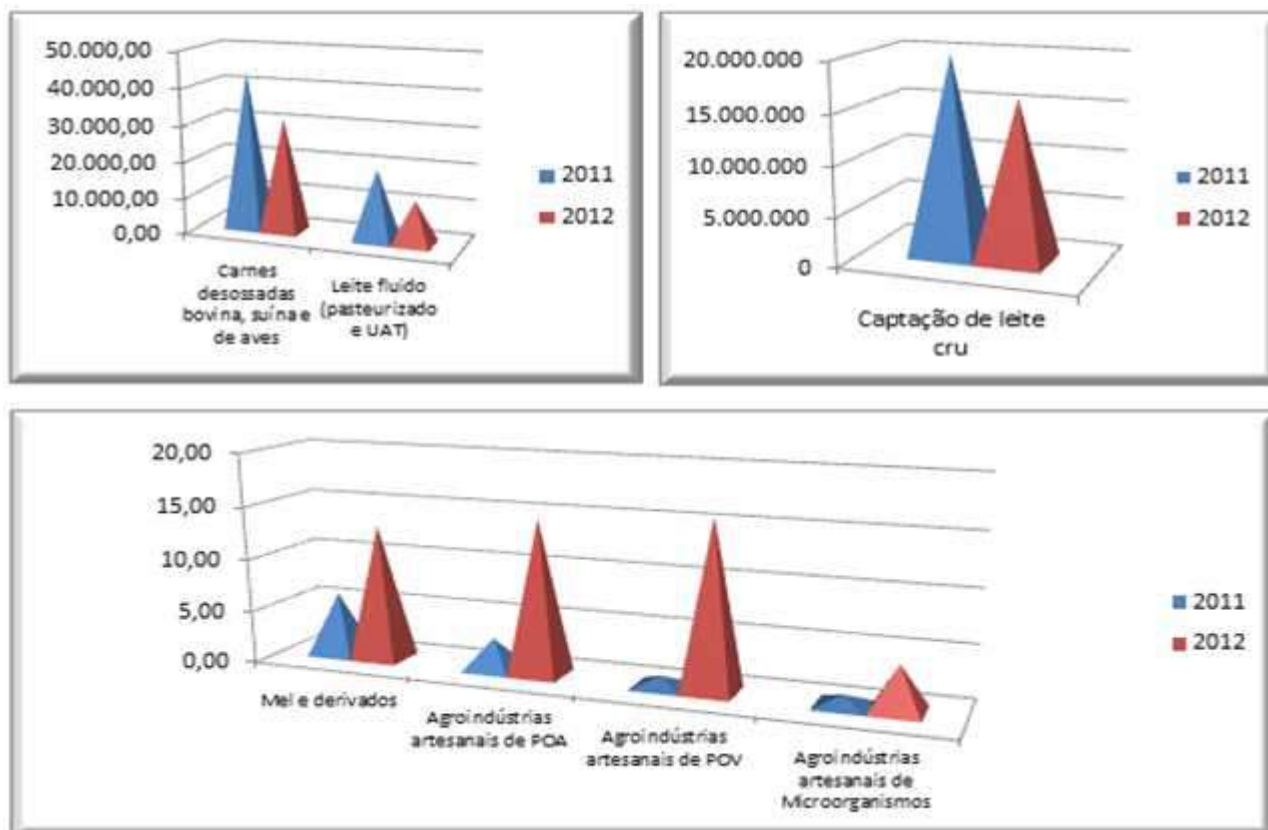 50.000,00
40.000,00
30.000,00
20.000,00
10.000,00
0,00
Carnes
desossadas
bovina, suína e
de aves
Leite fluído
(pasteurizado
e UAT)
2011
2012
20.000.000
15.000.000
10.000.000
5.000.000
0
Captação de leite
cru
2011
2012
20,00
15,00
10,00
5,00
0,00
Mel e derivados
Agroindústrias
artesanais de POA
Agroindústrias
artesanais de POV
Agroindústrias
artesanais de
Microorganismos
2011
2012